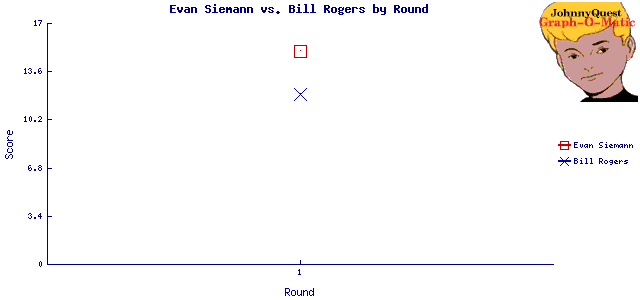 Evan Siemann vs. Bill Rogers by Round
JohnnyQuest
Graph-O-Matic
17
13.6
10.2
6.8
3.4
0
Score
1
Round
Evan Siemann
Bill Rogers